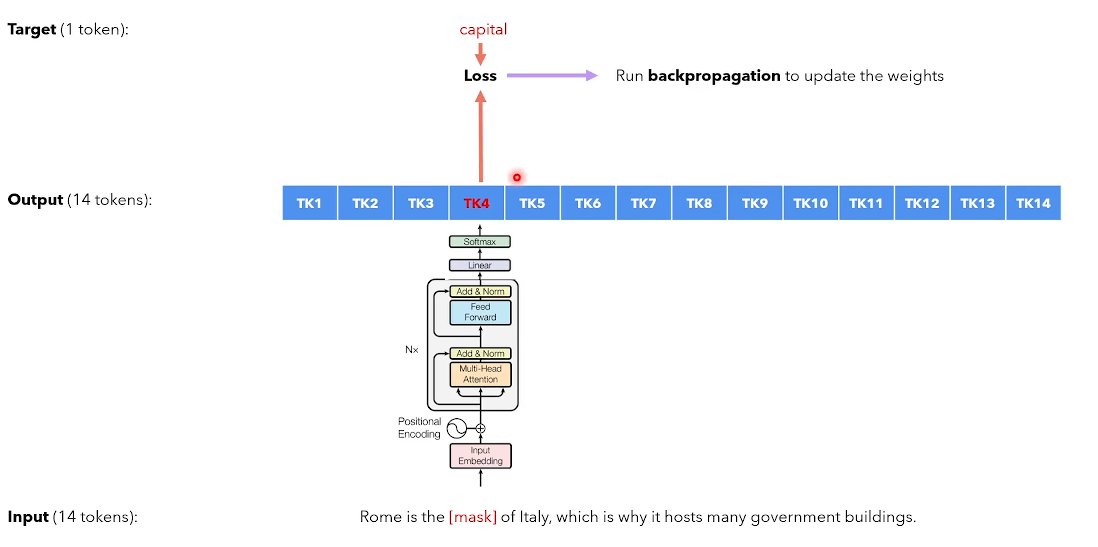 Target (1 token):
capital
Loss
Run backpropagation to update the weights
Output (14 tokens):
TK1 TK2 TK3 TK4 TK5 TK6 TK7 TK8 TK9 TK10 TK11 TK12 TK13 TK14
Softmax
Linear
Add & Norm
Feed
Forward
Nx
Add & Norm
Multi-Head
Attention
Positional
Encoding
Input
Embedding
Input (14 tokens):
Rome is the [mask] of Italy, which is why it hosts many government buildings.